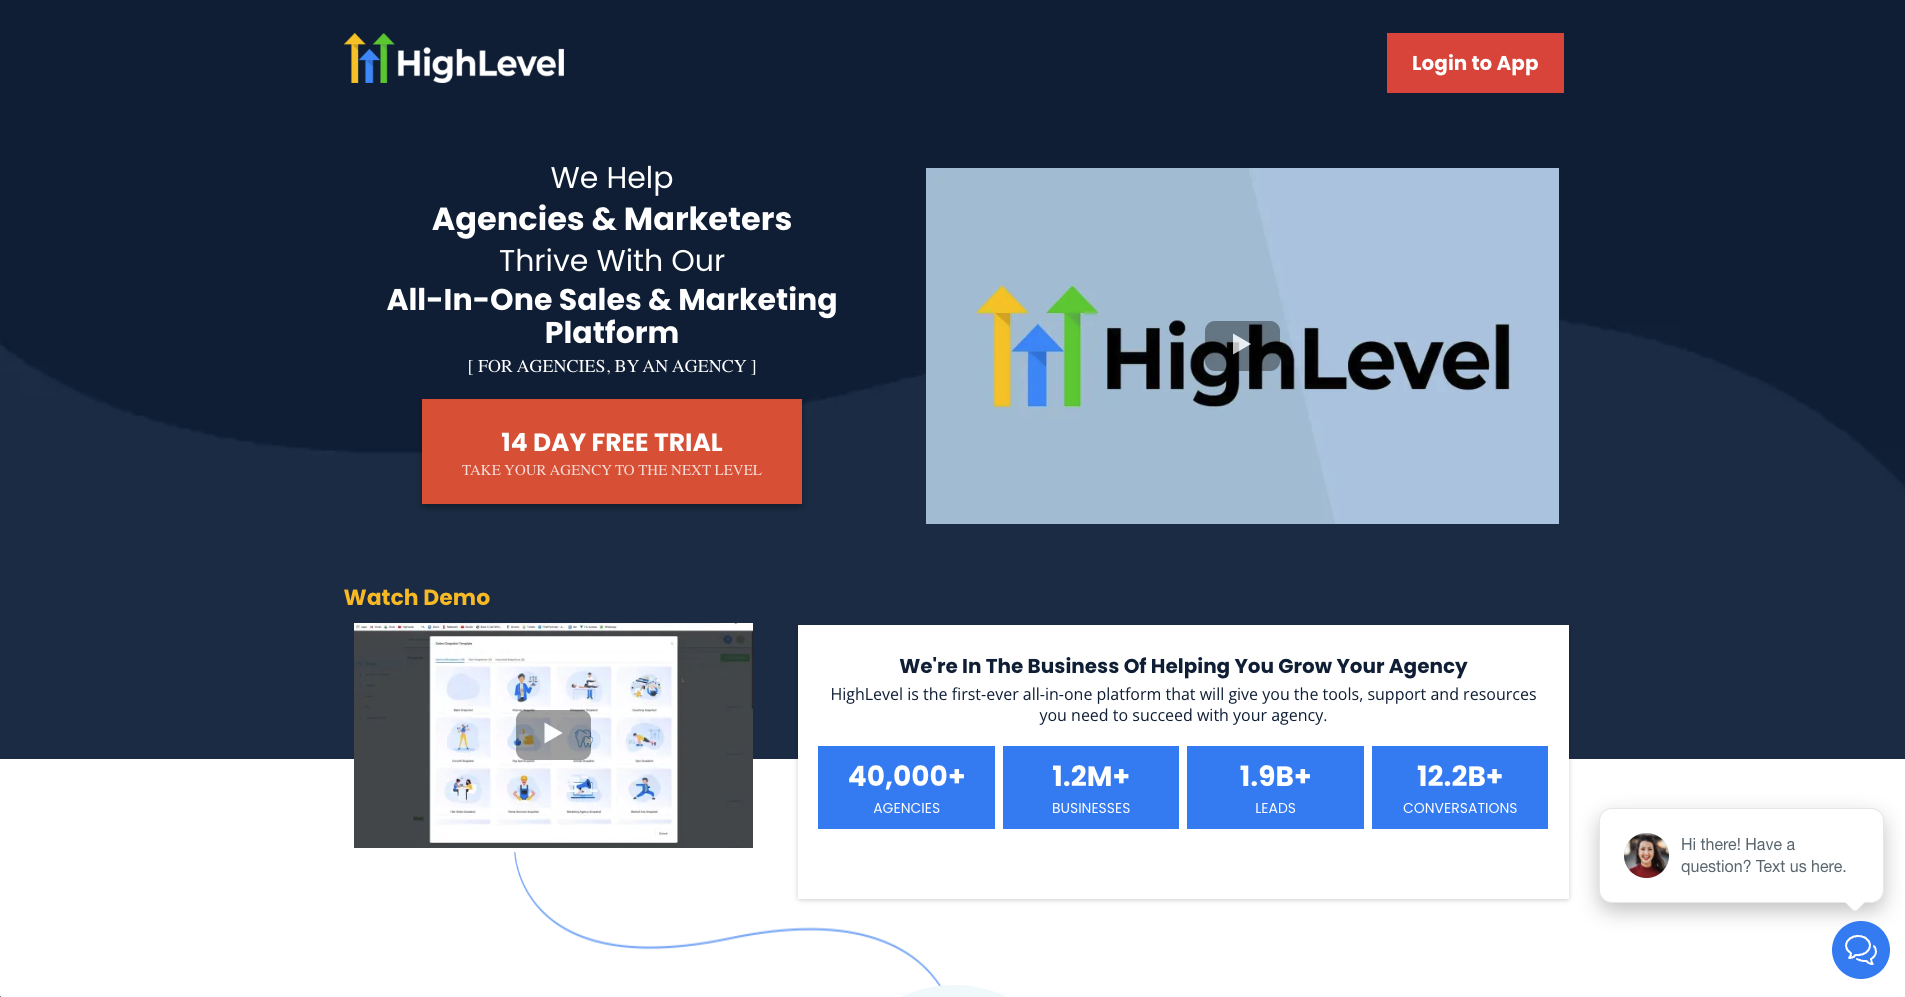 HighLevel
Login to App
We Help
Agencies & Marketers
Thrive With Our
All-In-One Sales & Marketing
Platform
[ FOR AGENCIES, BY AN AGENCY ]
14 DAY FREE TRIAL
TAKE YOUR AGENCY TO THE NEXT LEVEL
HighLevel
Watch Demo
We're In The Business Of Helping You Grow Your Agency
HighLevel is the first-ever all-in-one platform that will give you the tools, support and resources
you need to succeed with your agency.
40,000+
AGENCIES
1.2M+
BUSINESSES
1.9B+
LEADS
12.2B+
CONVERSATIONS
Hi there! Have a
question? Text us here.